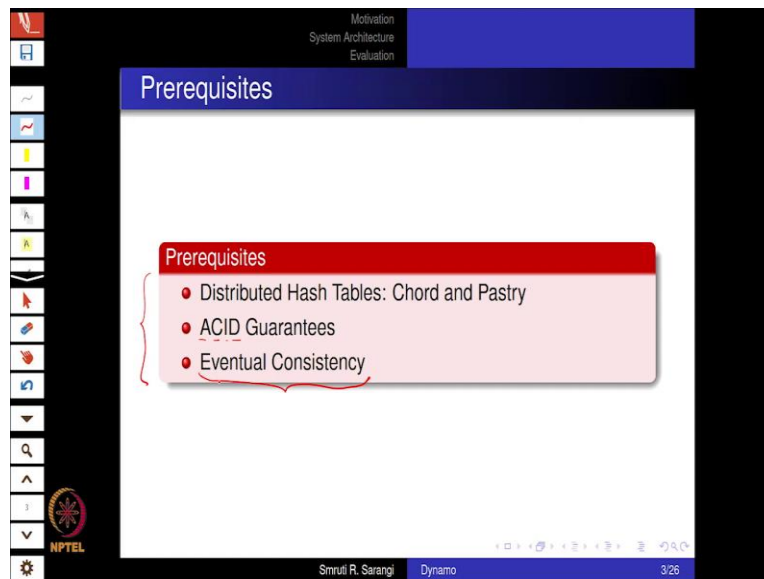 Motivation
System Architecture
Evaluation
Prerequisites
Prerequisites
Distributed Hash Tables: Chord and Pastry
ACID Guarantees
Eventual Consistency
A
A
3
NPTEL
Smruti R. Sarangi Dynamo 3/26